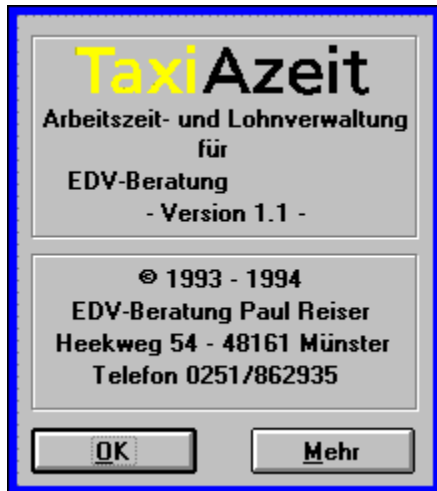 TaxiAzeit
Arbeitszeit- und Lohnverwaltung
für
EDV-Beratung
- Version 1.1 -
© 1993 - 1994
EDV-Beratung Paul Reiser
Heekweg 54 - 48161 Münster
Telefon 0251/862935
OK
Mehr